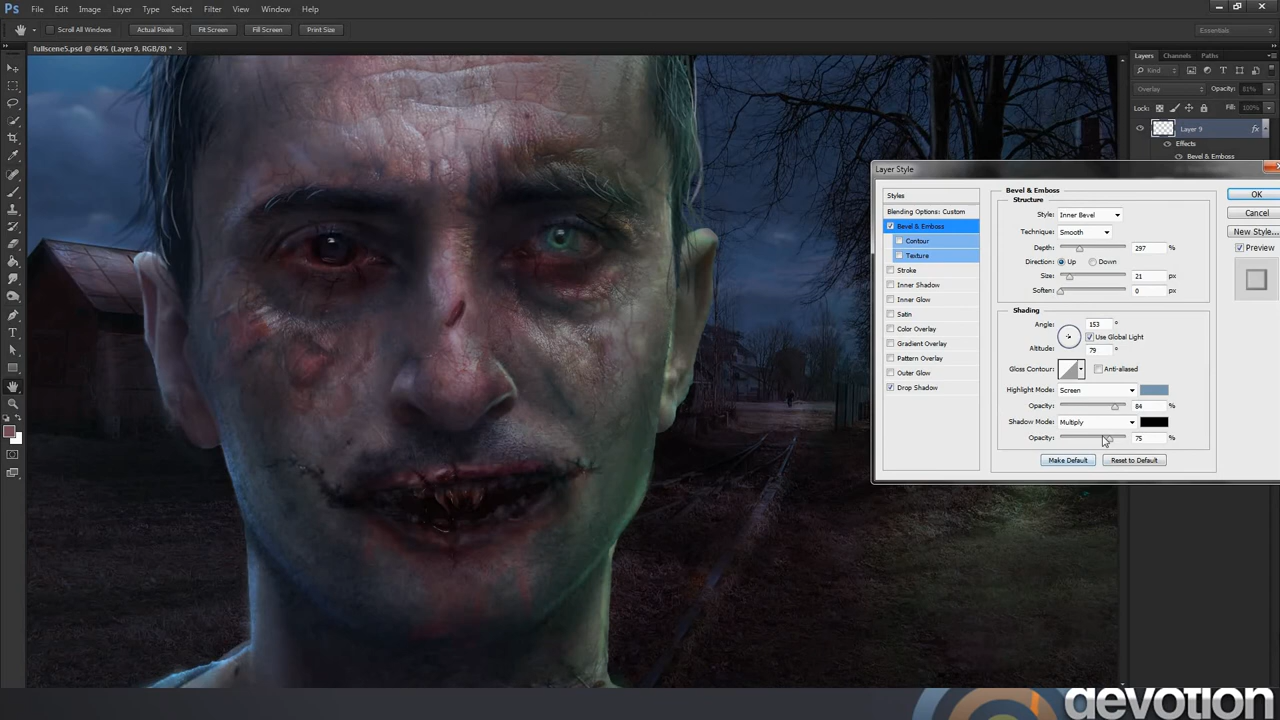 Ps File Edit Image Layer Type Select Filter View Window Help
Scroll All Windows Actual Pixels Fit Screen Fill Screen Print Size Essentials
fullscene5.psd @ 64% (Layer 9, RGB/8) * ×
Layers Channels Paths
Kind
Overlay Opacity: 81%
Lock: Fill: 100%
Layer 9 fx
Effects
Bevel & Emboss
Layer Style
Styles
Blending Options: Custom
Bevel & Emboss
Contour
Texture
Stroke
Inner Shadow
Inner Glow
Satin
Color Overlay
Gradient Overlay
Pattern Overlay
Outer Glow
Drop Shadow
Bevel & Emboss
Structure
Style: Inner Bevel
Technique: Smooth
Depth: 297 %
Direction: Up Down
Size: 21 px
Soften: 0 px
Shading
Angle: 153 °
Use Global Light
Altitude: 79 °
Gloss Contour: Anti-aliased
Highlight Mode: Screen
Opacity: 84 %
Shadow Mode: Multiply
Opacity: 75 %
Make Default Reset to Default
OK
Cancel
New Style...
Preview
devotion